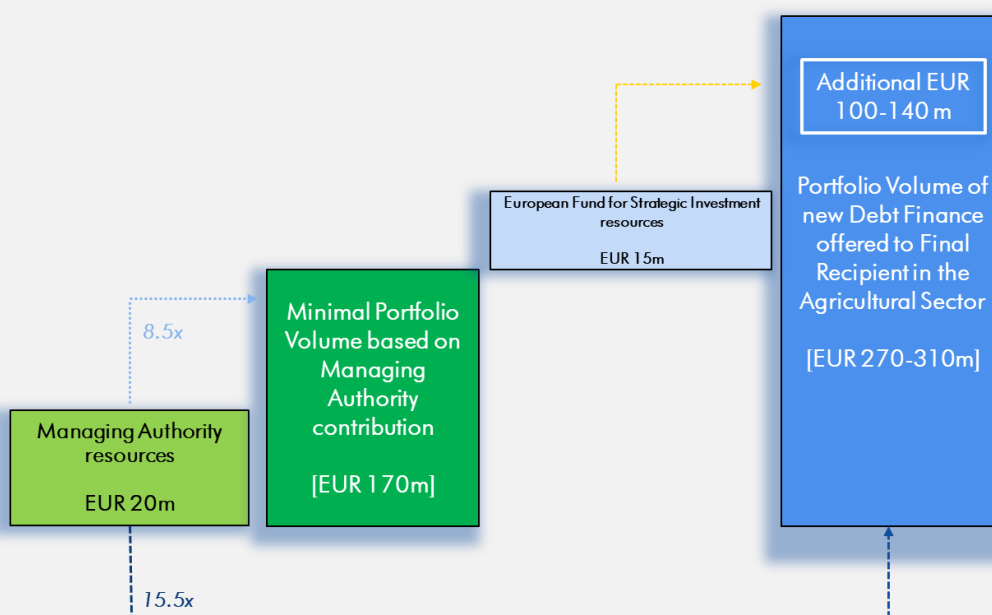 Additional EUR
100-140 m
Portfolio Volume of
new Debt Finance
offered to Final
Recipient in the
Agricultural Sector
[EUR 270-310m]
European Fund for Strategic Investment
resources
EUR 15m
Minimal Portfolio
Volume based on
Managing
Authority
contribution
[EUR 170m]
8.5x
Managing Authority
resources
EUR 20m
15.5x